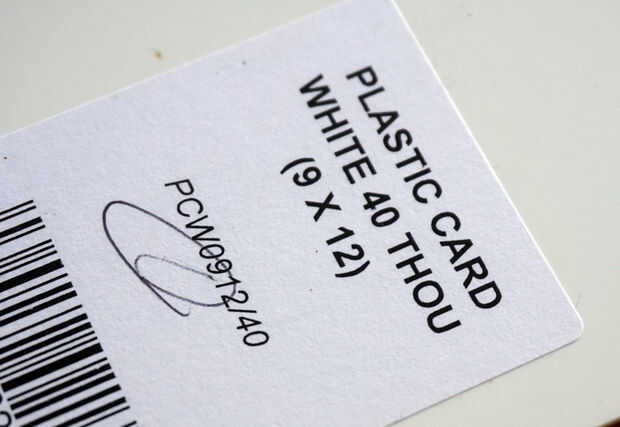 PLASTIC CARD
WHITE 40 THOU
(9 X 12)
PCW0912/40